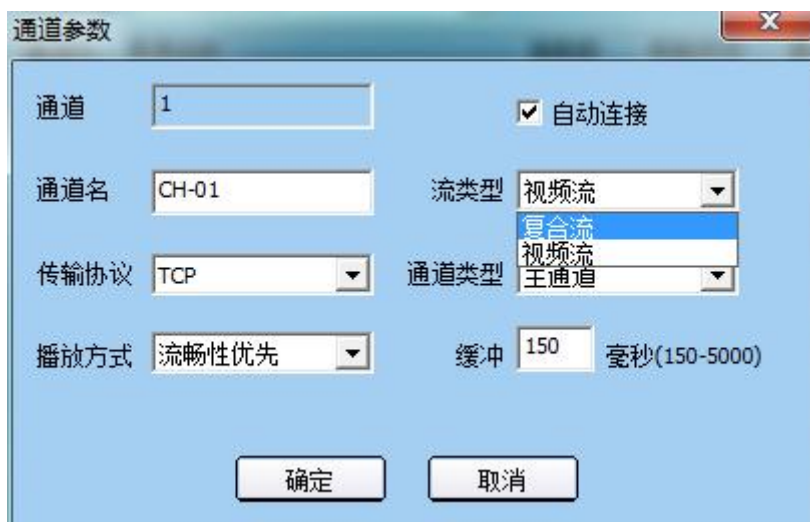 通道参数
通道 1 自动连接
通道名 CH-01 流类型 视频流
复合流
视频流
传输协议 TCP 通道类型 主通道
播放方式 流畅性优先 缓冲 150 毫秒(150-5000)
确定 取消